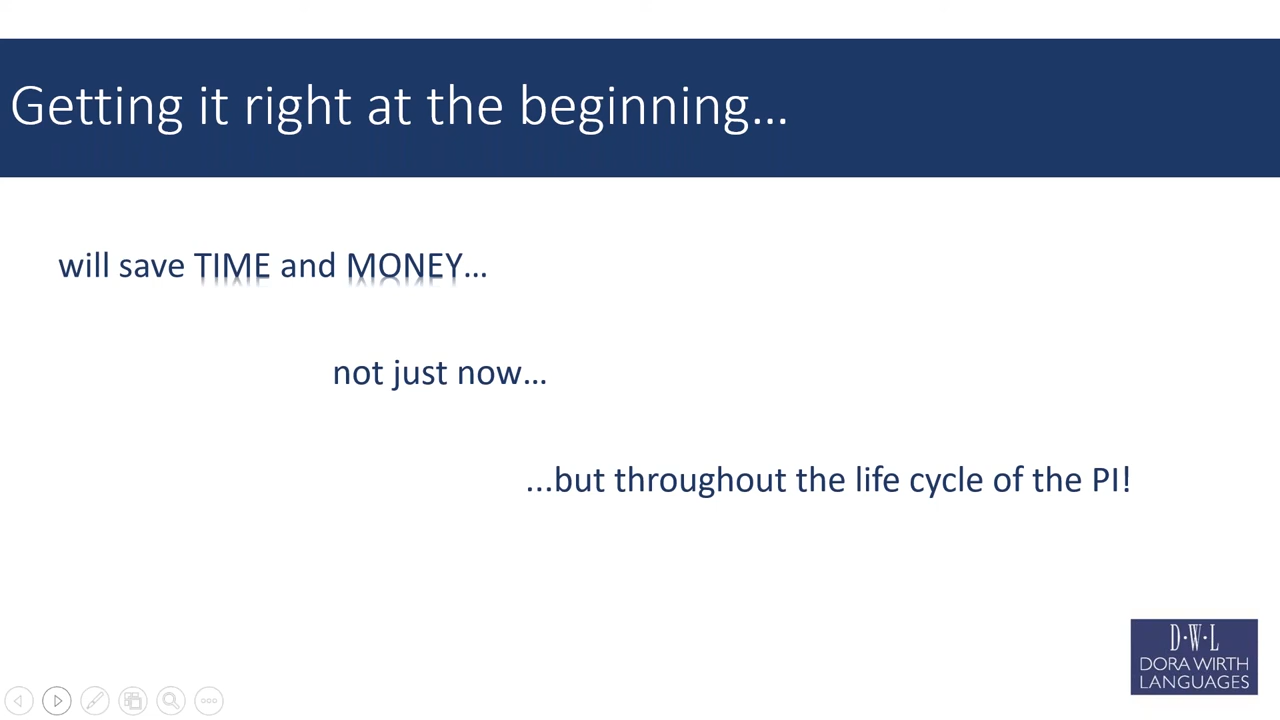 Getting it right at the beginning…
will save TIME and MONEY…
not just now…
…but throughout the life cycle of the PI!
D·W·L
DORA WIRTH
LANGUAGES